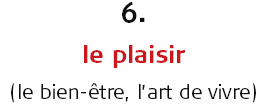 6.
le plaisir
(le bien-être, l'art de vivre)